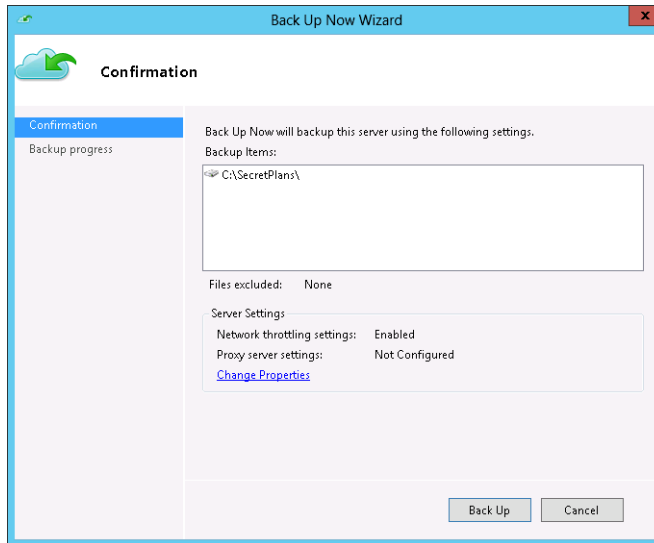 Back Up Now Wizard
x
Confirmation
Confirmation
Backup progress
Back Up Now will backup this server using the following settings.
Backup Items:
C:\SecretPlans\
Files excluded: None
Server Settings
Network throttling settings: Enabled
Proxy server settings: Not Configured
Change Properties
Back Up Cancel